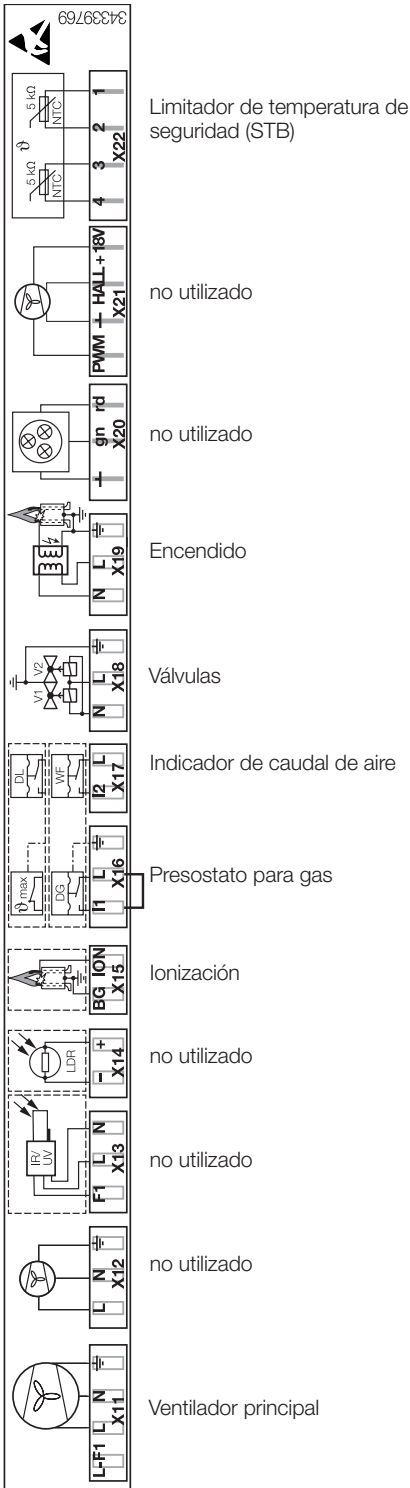 34339769
5 kΩ
NTC
5 kΩ
NTC
ϑ
1
2
3
4
X22
Limitador de temperatura de
seguridad (STB)
PWM ⊥ HALL + 18V
X21
no utilizado
⊥ gn rd
X20
no utilizado
N L
X19
Encendido
V1
V2
N L
X18
Válvulas
DL
WF
I2 L
X17
Indicador de caudal de aire
ϑ max
DG
I1 L
X16
Presostato para gas
BG ION
X15
Ionización
LDR
– +
X14
no utilizado
IR/
UV
F1 L N
X13
no utilizado
L N
X12
no utilizado
L-F1 L N
X11
Ventilador principal